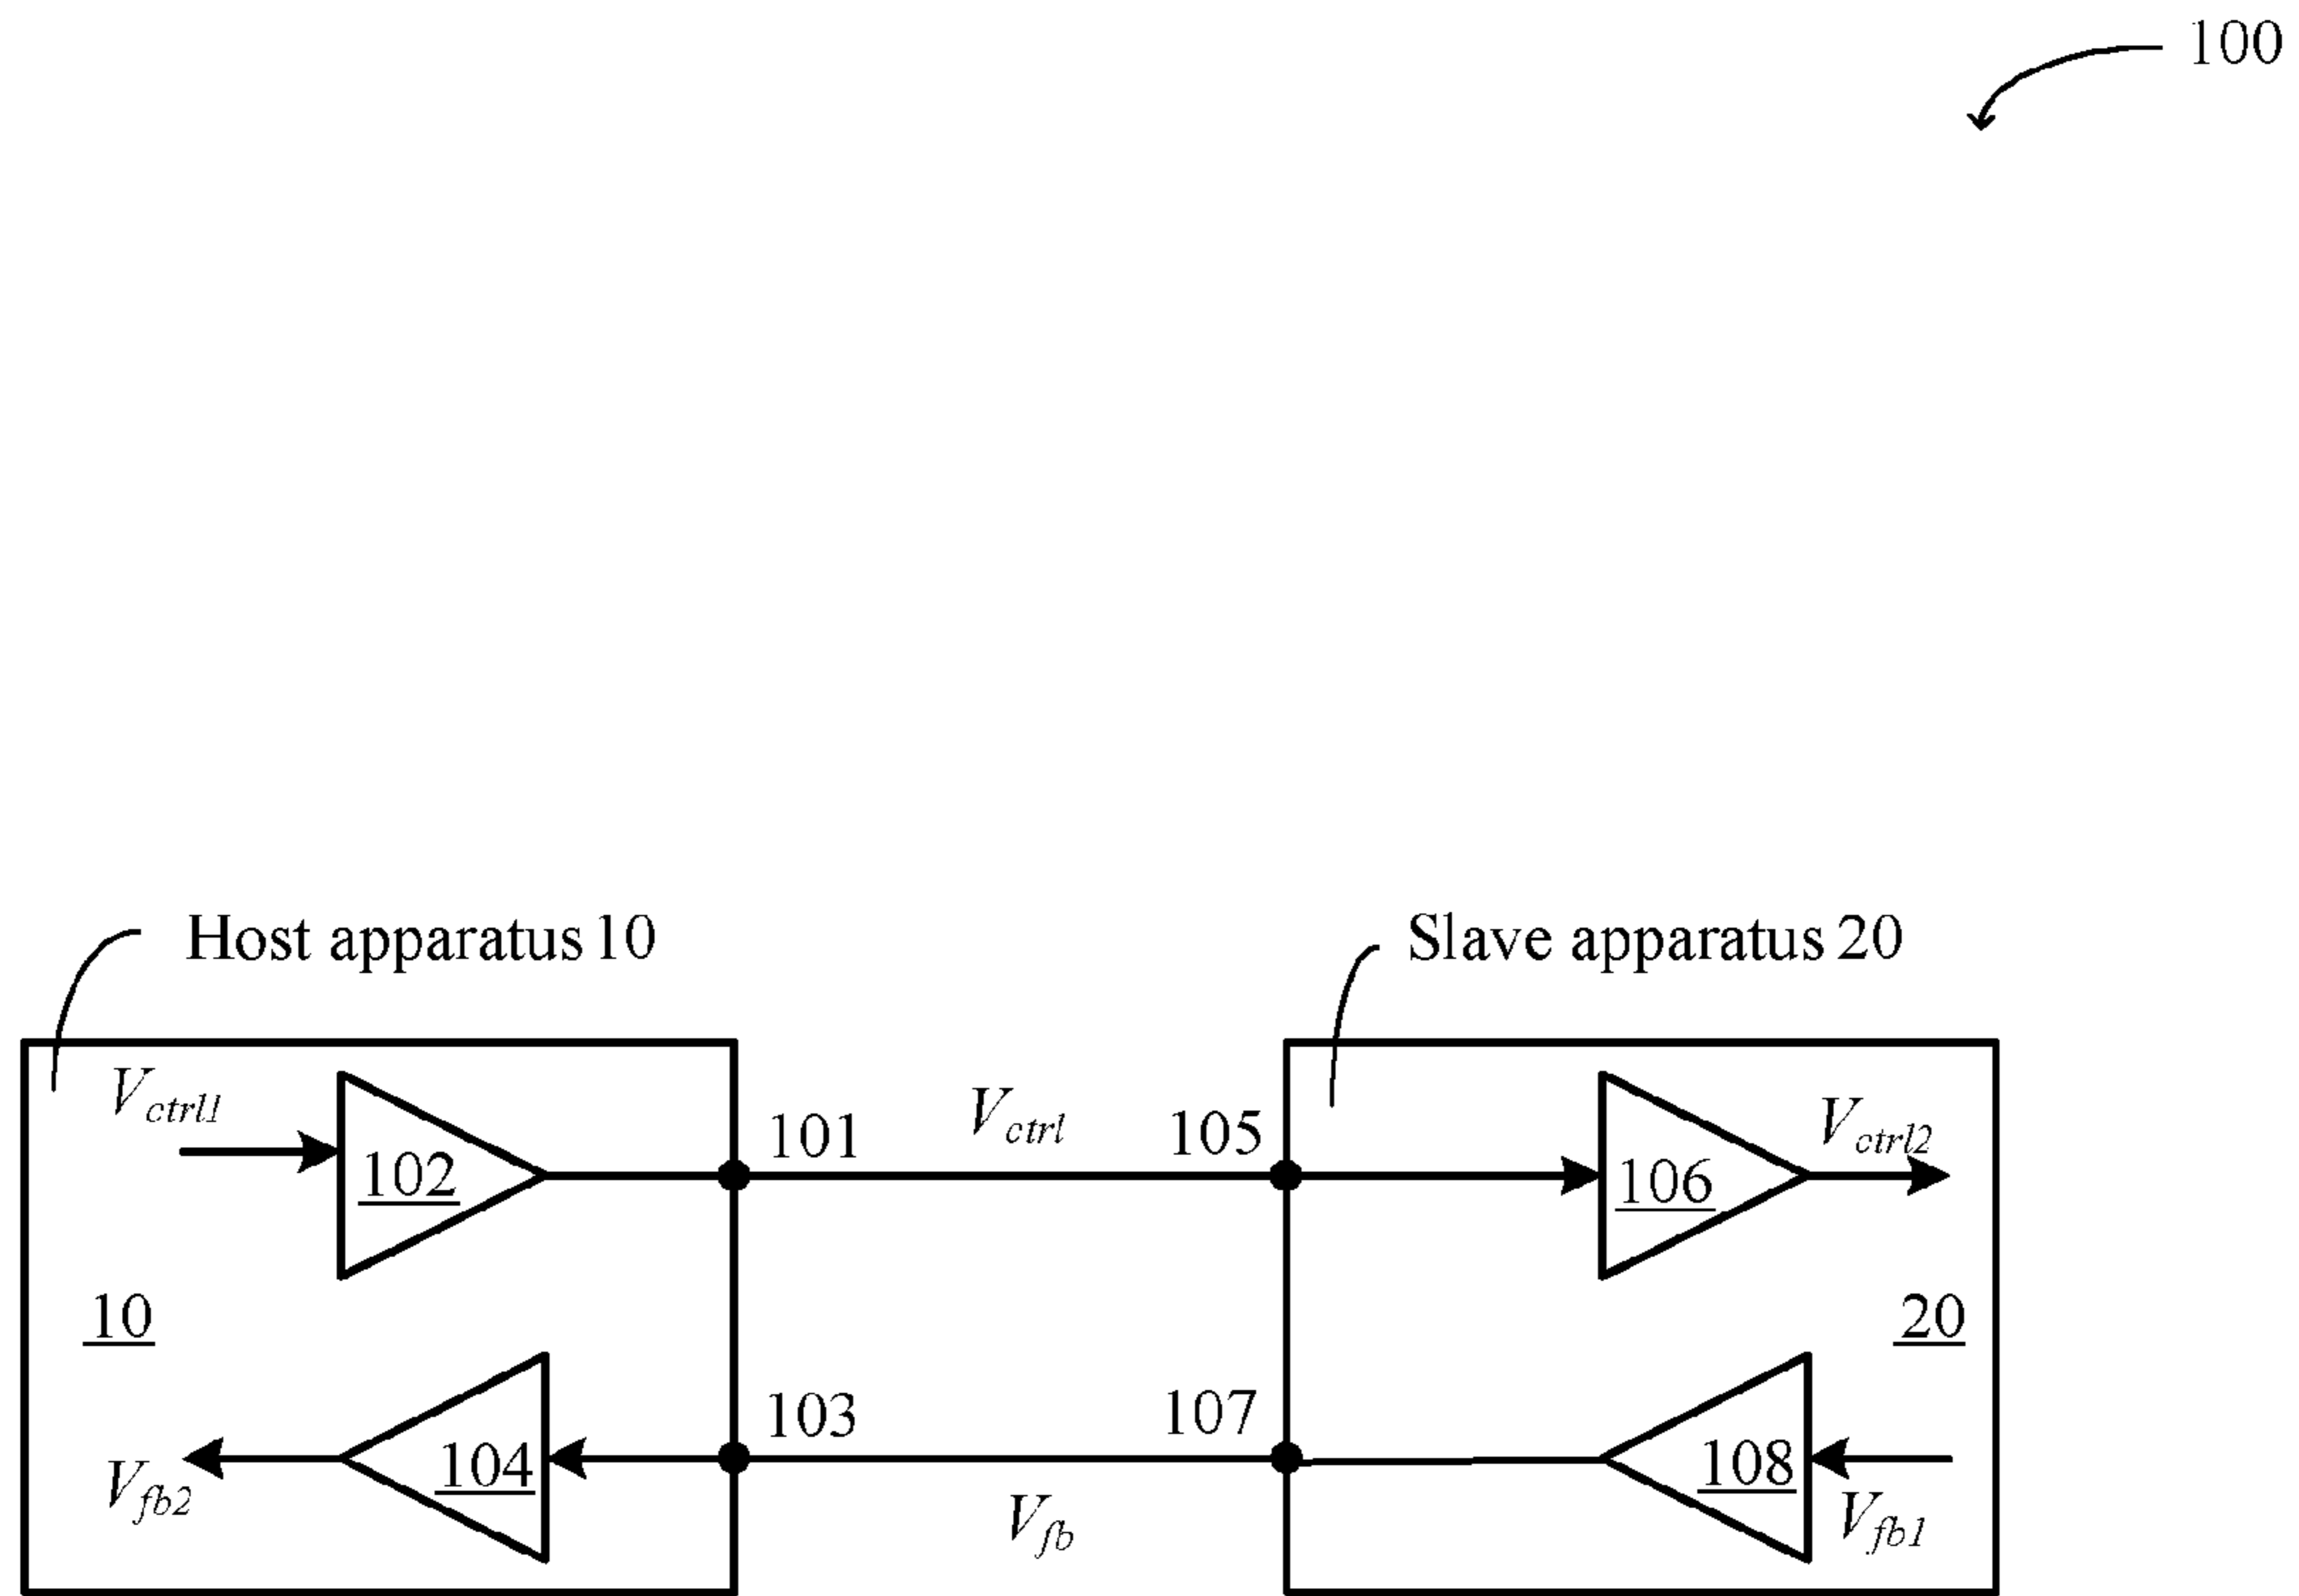 100
Host apparatus 10
Slave apparatus 20
Vctrl1
102
101
Vctrl
105
106
Vctrl2
10
20
104
103
107
108
Vfb2
Vfb
Vfb1